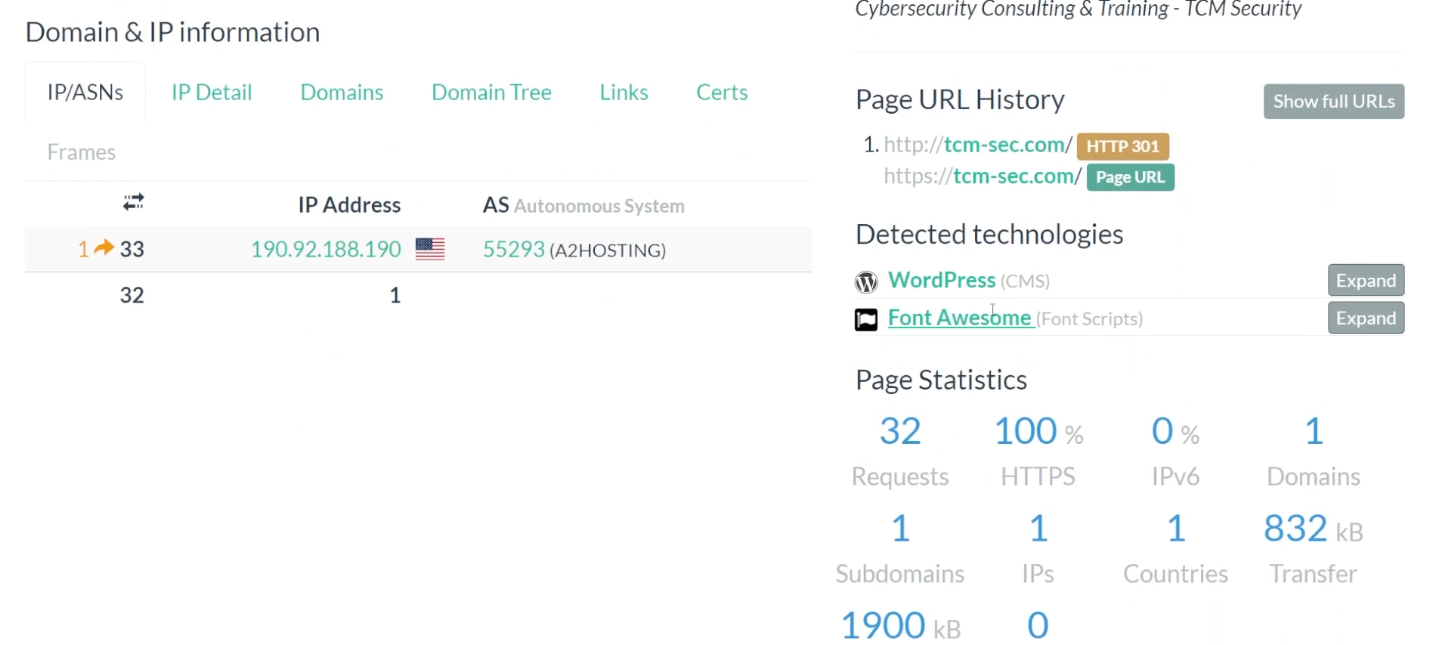 Domain & IP information
IP/ASNs IP Detail Domains Domain Tree Links Certs
Frames
IP Address AS Autonomous System
1 33 190.92.188.190 55293 (A2HOSTING)
32 1
Cybersecurity Consulting & Training - TCM Security
Page URL History Show full URLs
1. http://tcm-sec.com/ HTTP 301
https://tcm-sec.com/ Page URL
Detected technologies
WordPress (CMS) Expand
Font Awesome (Font Scripts) Expand
Page Statistics
32 100 % 0 % 1
Requests HTTPS IPv6 Domains
1 1 1 832 kB
Subdomains IPs Countries Transfer
1900 kB 0